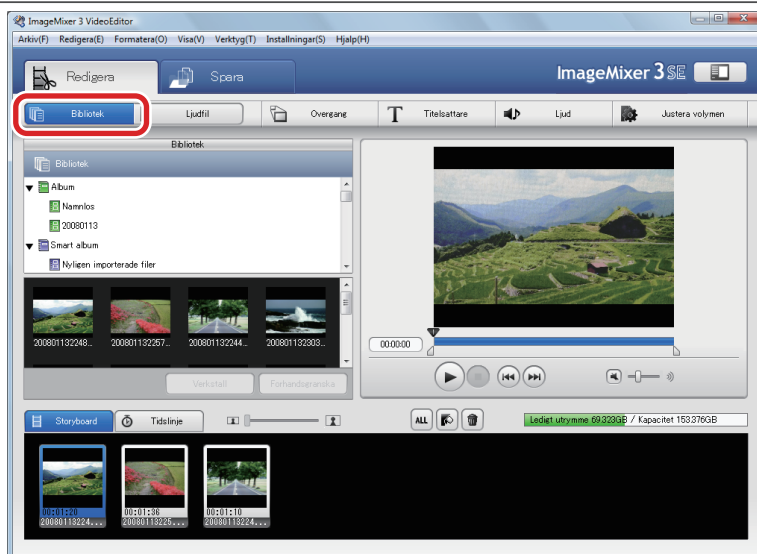 ImageMixer 3 VideoEditor
Arkiv(F) Redigera(E) Formatera(O) Visa(V) Verktyg(T) Installningar(S) Hjalp(H)
Redigera Spara ImageMixer 3 SE
Bibliotek Ljudfil Overgang T Titelsattare Ljud Justera volymen
Bibliotek
Bibliotek
Album
Namnlos
20080113
Smart album
Nyligen importerade filer
200801132248... 200801132257... 200801132244... 200801132303...
00:00:00
Verkstall Forhandsgranska
Storyboard Tidslinje ALL Ledigt utrymme 69.323GB / Kapacitet 153.376GB
00:01:28 00:01:36 00:01:10
20080113224... 20080113225... 20080113224...